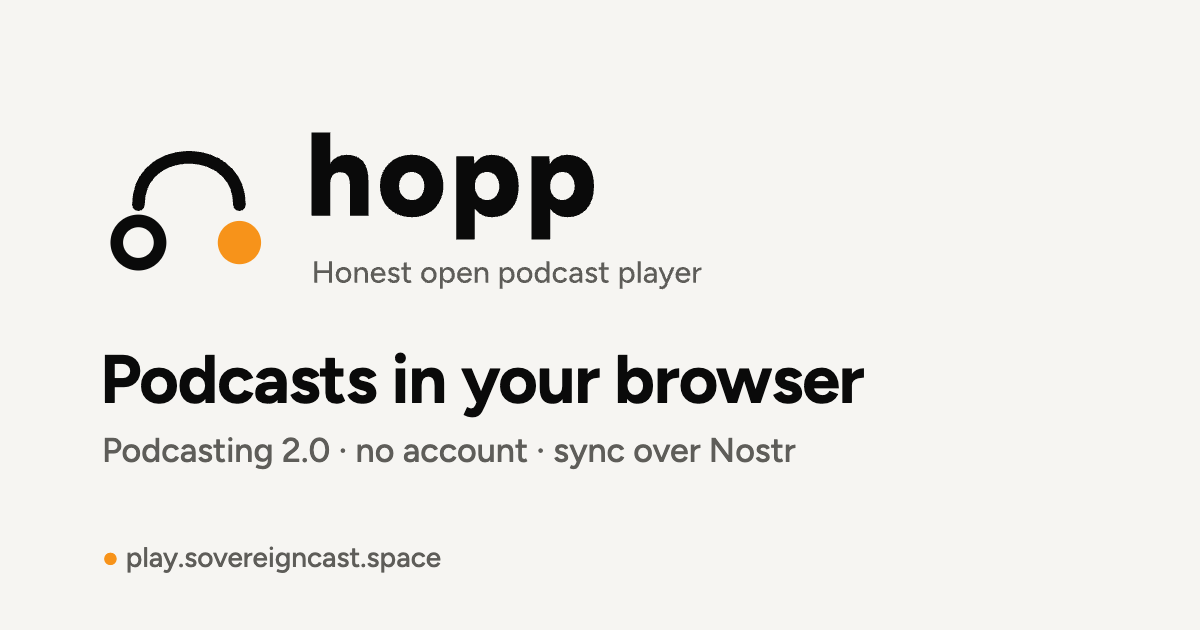 hopp
Honest open podcast player
Podcasts in your browser
Podcasting 2.0 · no account · sync over Nostr
play.sovereigncast.space